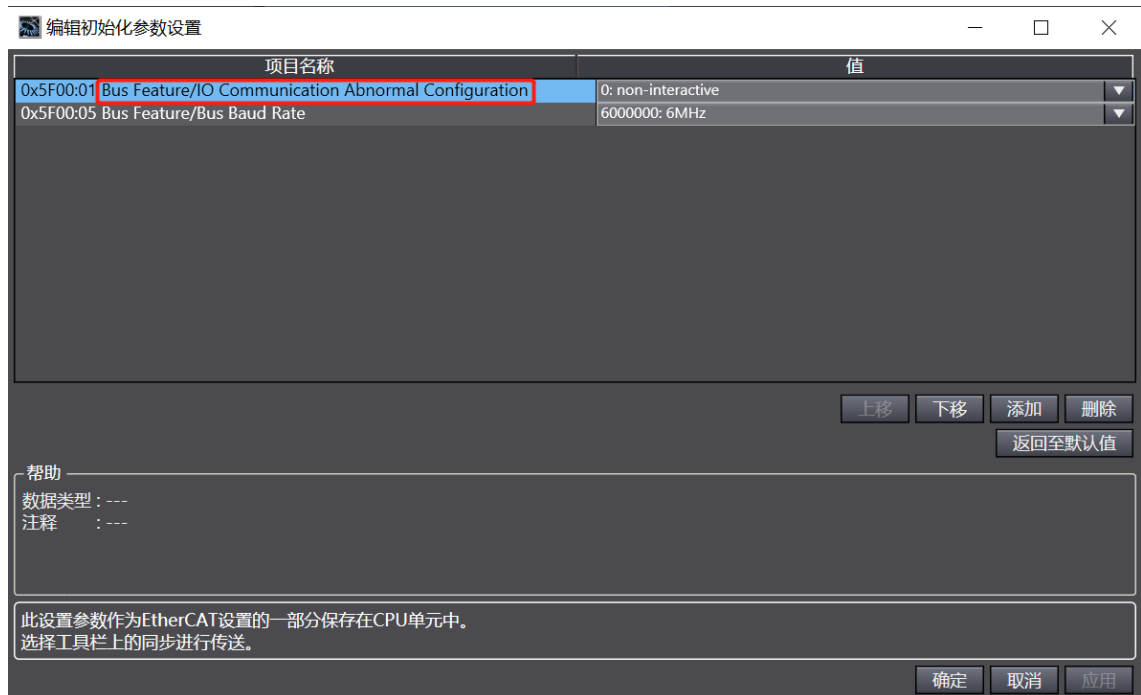 编辑初始化参数设置
项目名称 值
0x5F00:01 Bus Feature/IO Communication Abnormal Configuration 0: non-interactive
0x5F00:05 Bus Feature/Bus Baud Rate 6000000: 6MHz
上移 下移 添加 删除
返回至默认值
帮助
数据类型 : ---
注释 : ---
此设置参数作为EtherCAT设置的一部分保存在CPU单元中。
选择工具栏上的同步进行传送。
确定 取消 应用